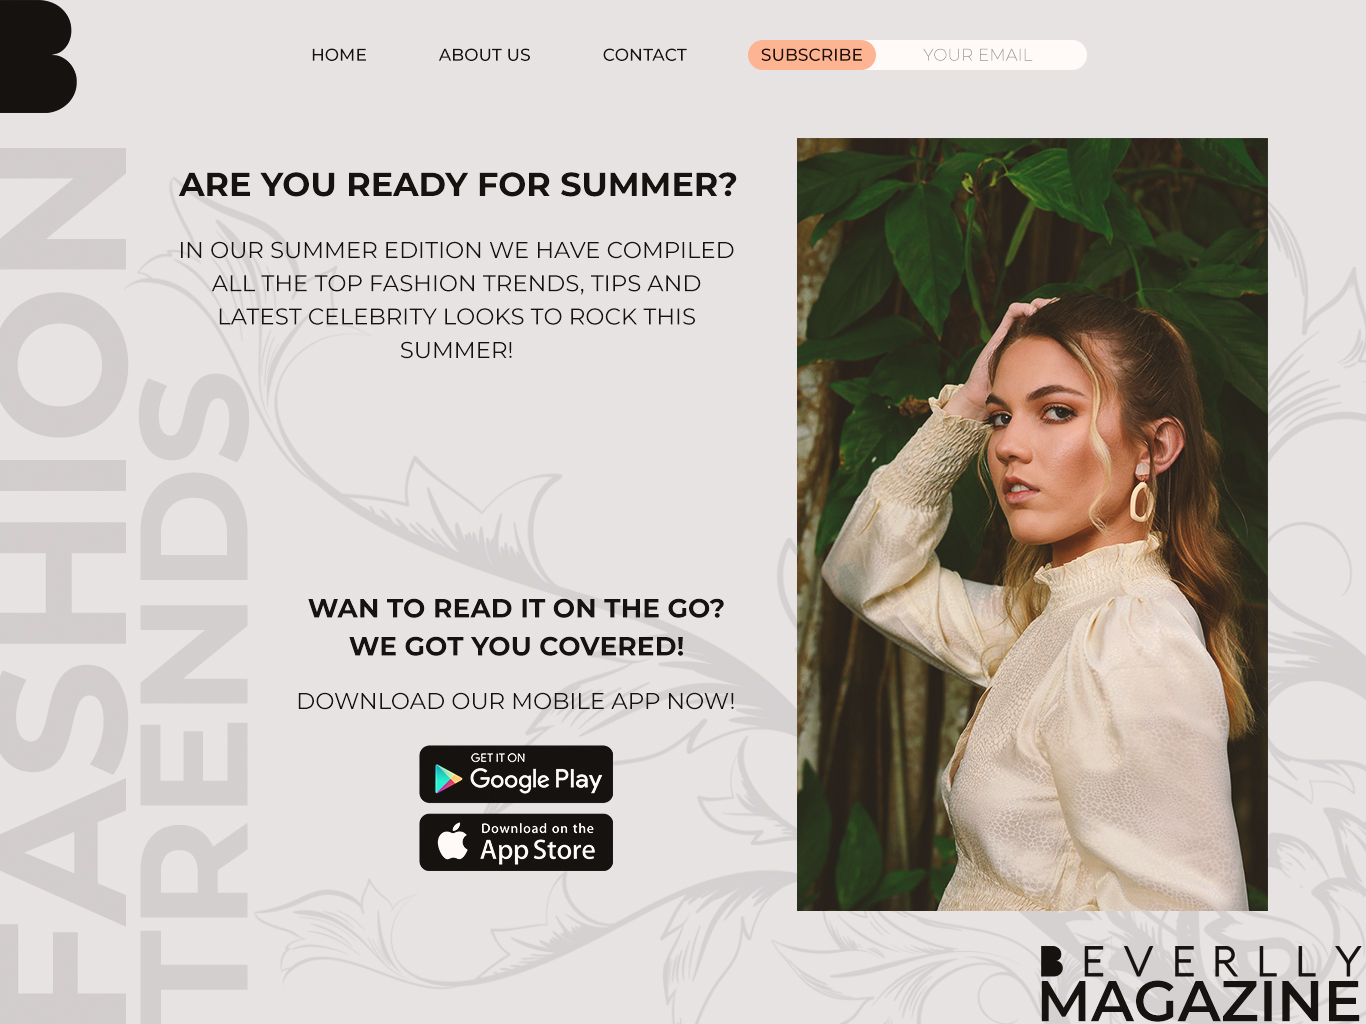 B
HOME
ABOUT US
CONTACT
SUBSCRIBE
YOUR EMAIL
FASHION
TRENDS
ARE YOU READY FOR SUMMER?
IN OUR SUMMER EDITION WE HAVE COMPILED
ALL THE TOP FASHION TRENDS, TIPS AND
LATEST CELEBRITY LOOKS TO ROCK THIS
SUMMER!
WAN TO READ IT ON THE GO?
WE GOT YOU COVERED!
DOWNLOAD OUR MOBILE APP NOW!
GET IT ON
Google Play
Download on the
App Store
BEVERLLY
MAGAZINE